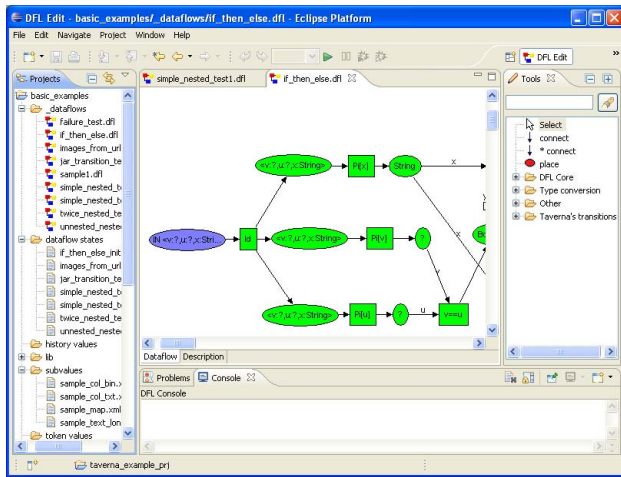 DFL Edit - basic_examples/_dataflows/if_then_else.dfl - Eclipse Platform
File Edit Navigate Project Window Help
DFL Edit »
Projects
basic_examples
_dataflows
failure_test.dfl
if_then_else.dfl
images_from_url
jar_transition_te
sample1.dfl
simple_nested_te
simple_nested_te
twice_nested_te
unnested_neste
dataflow states
if_then_else_init
images_from_url
jar_transition_te
simple_nested_te
simple_nested_te
twice_nested_te
unnested_neste
history values
lib
subvalues
sample_col_bin.x
sample_col_txt.x
sample_map.xml
sample_text_lon
token values
simple_nested_test1.dfl
if_then_else.dfl
<v:?,u:?,x:String> Pi[x] String x
IN <v:?,u:?,x:Stri... Id <v:?,u:?,x:String> Pi[v] ? x
v
<v:?,u:?,x:String> Pi[u] ? u v==u
Dataflow Description
Tools
Select
connect
* connect
place
DFL Core
Type conversion
Other
Taverna's transitions
Problems Console
DFL Console
taverna_example_prj